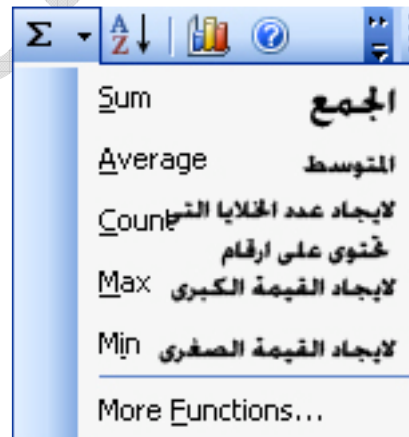 Σ A Z ?
Sum الجمع
Average المتوسط
Count لايجاد عدد الخلايا التي
تحتوى على ارقام
Max لايجاد القيمة الكبرى
Min لايجاد القيمة الصغرى
More Functions...